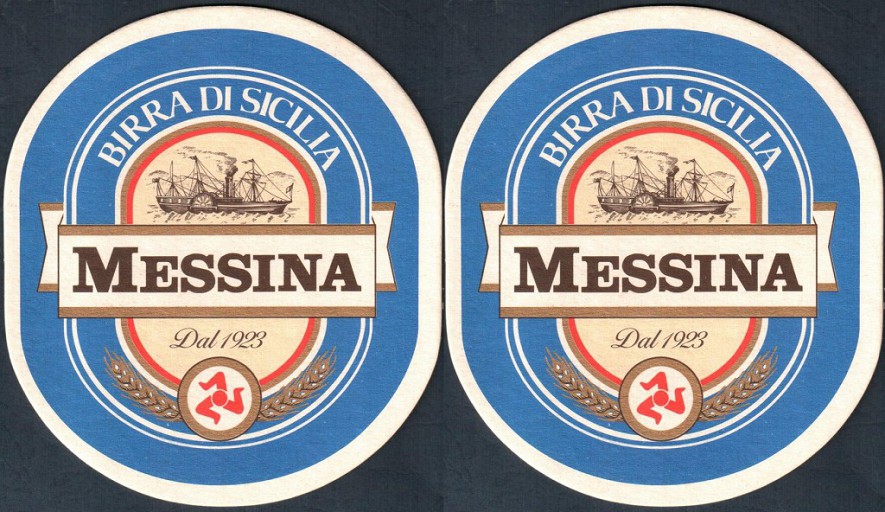 BIRRA DI SICILIA
MESSINA
Dal 1923
BIRRA DI SICILIA
MESSINA
Dal 1923